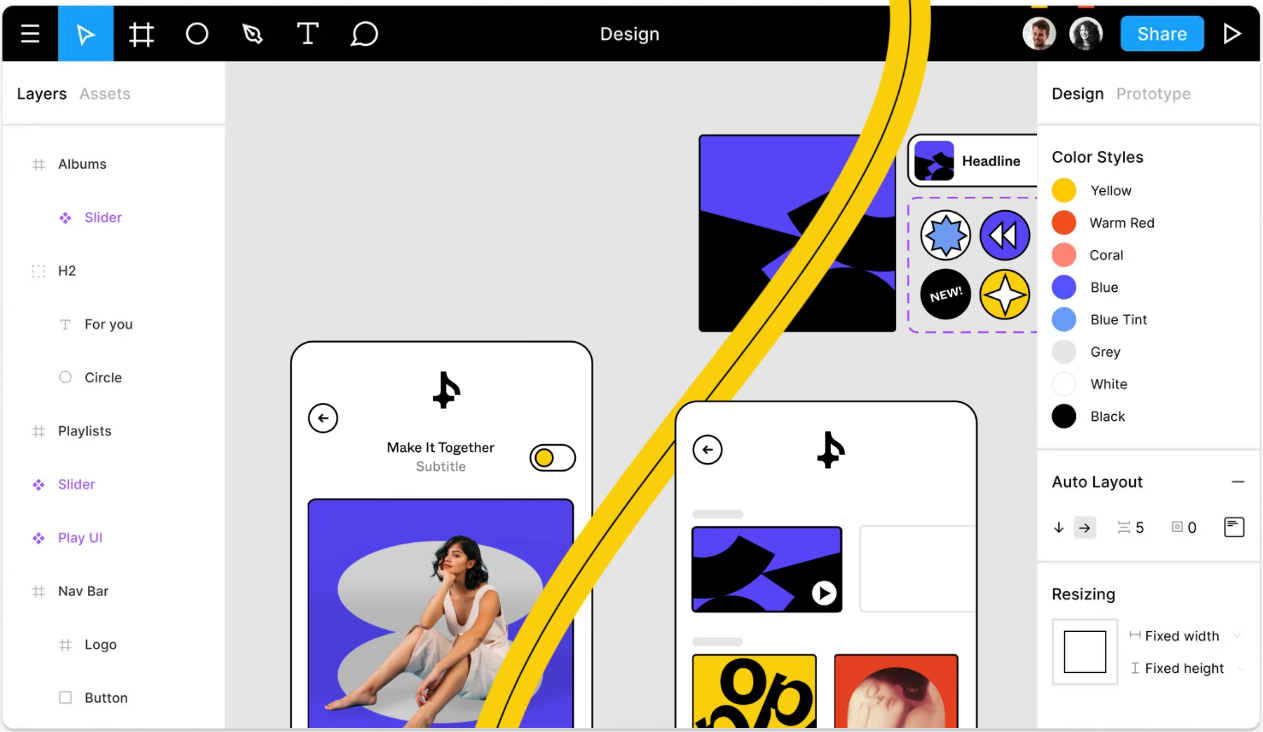 Design
Share
Layers Assets
Albums
Slider
H2
For you
Circle
Playlists
Slider
Play UI
Nav Bar
Logo
Button
Headline
NEW!
Make It Together
Subtitle
Design Prototype
Color Styles
Yellow
Warm Red
Coral
Blue
Blue Tint
Grey
White
Black
Auto Layout
5 0
Resizing
Fixed width
Fixed height